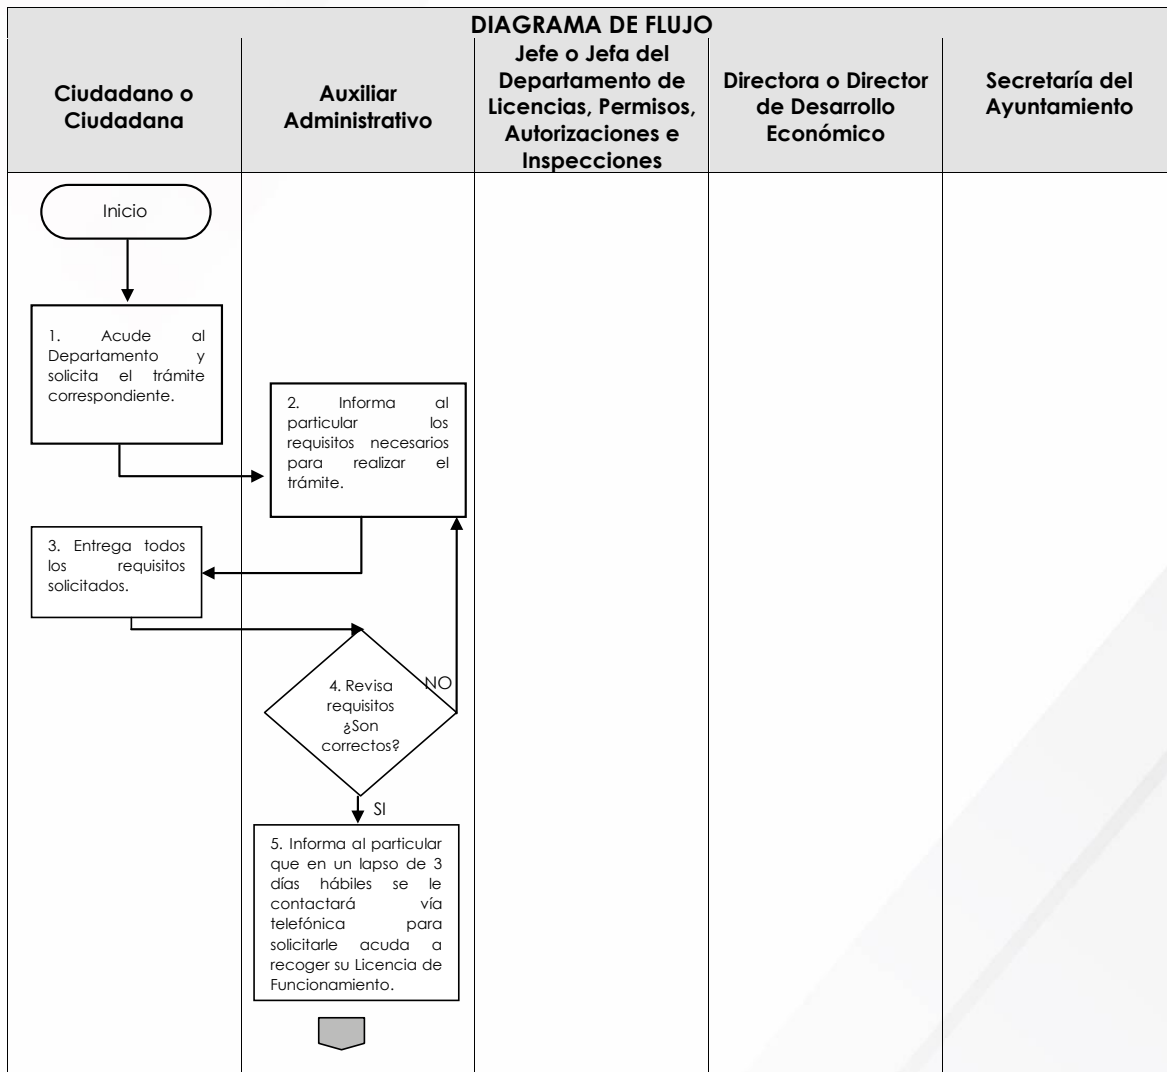 DIAGRAMA DE FLUJO
Ciudadano o
Ciudadana
Auxiliar
Administrativo
Jefe o Jefa del
Departamento de
Licencias, Permisos,
Autorizaciones e
Inspecciones
Directora o Director
de Desarrollo
Económico
Secretaría del
Ayuntamiento
Inicio
1. Acude al
Departamento y
solicita el trámite
correspondiente.
2. Informa al
particular los
requisitos necesarios
para realizar el
trámite.
3. Entrega todos
los requisitos
solicitados.
4. Revisa
requisitos
¿Son
correctos?
NO
SI
5. Informa al particular
que en un lapso de 3
días hábiles se le
contactará vía
telefónica para
solicitarle acuda a
recoger su Licencia de
Funcionamiento.